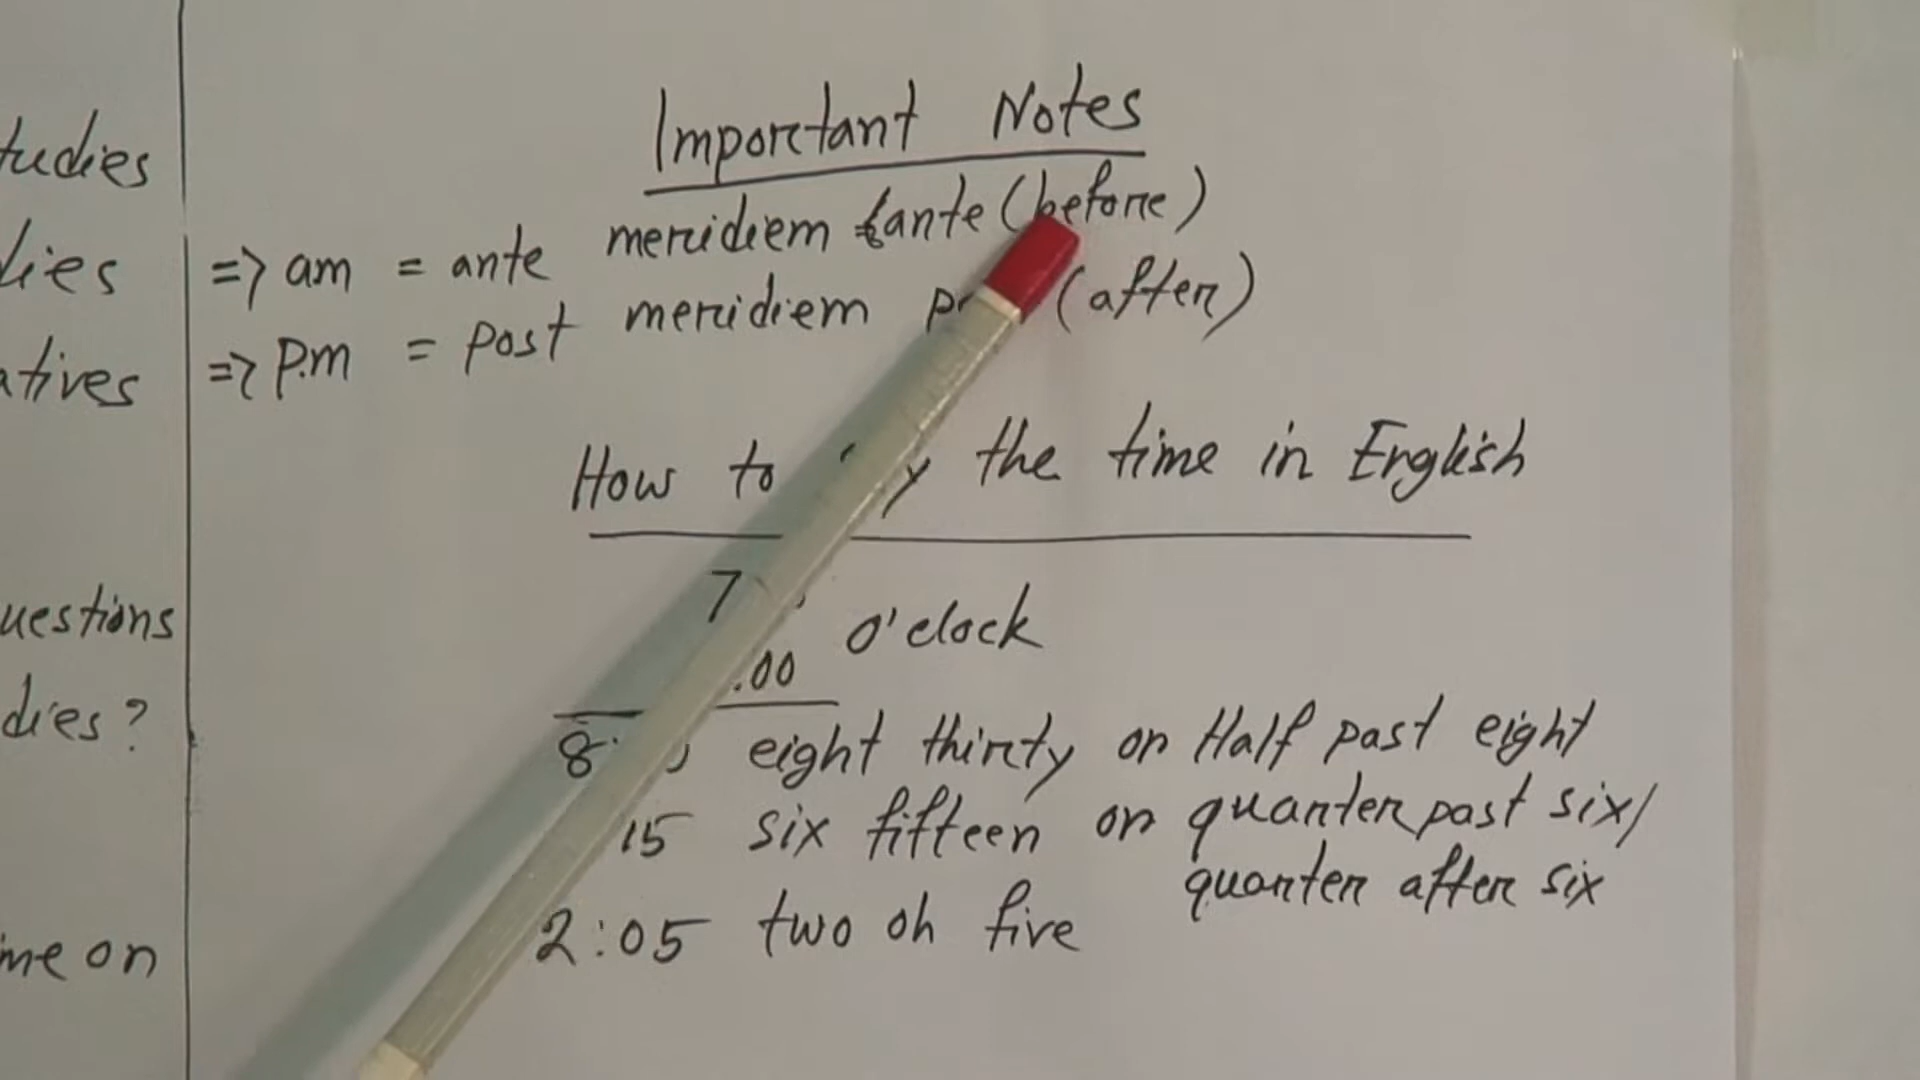 tudies
dies
atives
uestions
dies?
me on
Important Notes
=> am = ante meridiem ante (before)
=> P.m = post meridiem (after)
How to the time in English
7
.00 o'clock
8: eight thirty or Half past eight
15 six fifteen or quarter past six/
quarter after six
2:05 two oh five